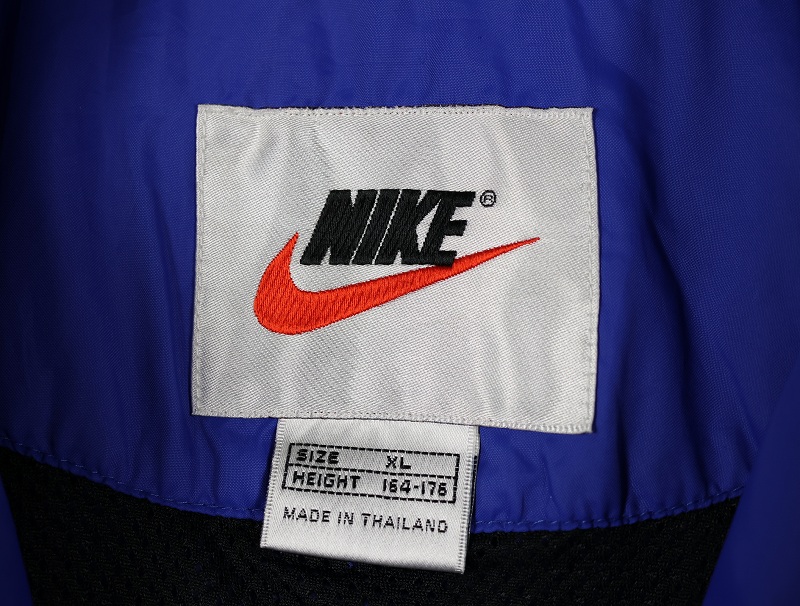 NIKE®
SIZE XL
HEIGHT 164-176
MADE IN THAILAND